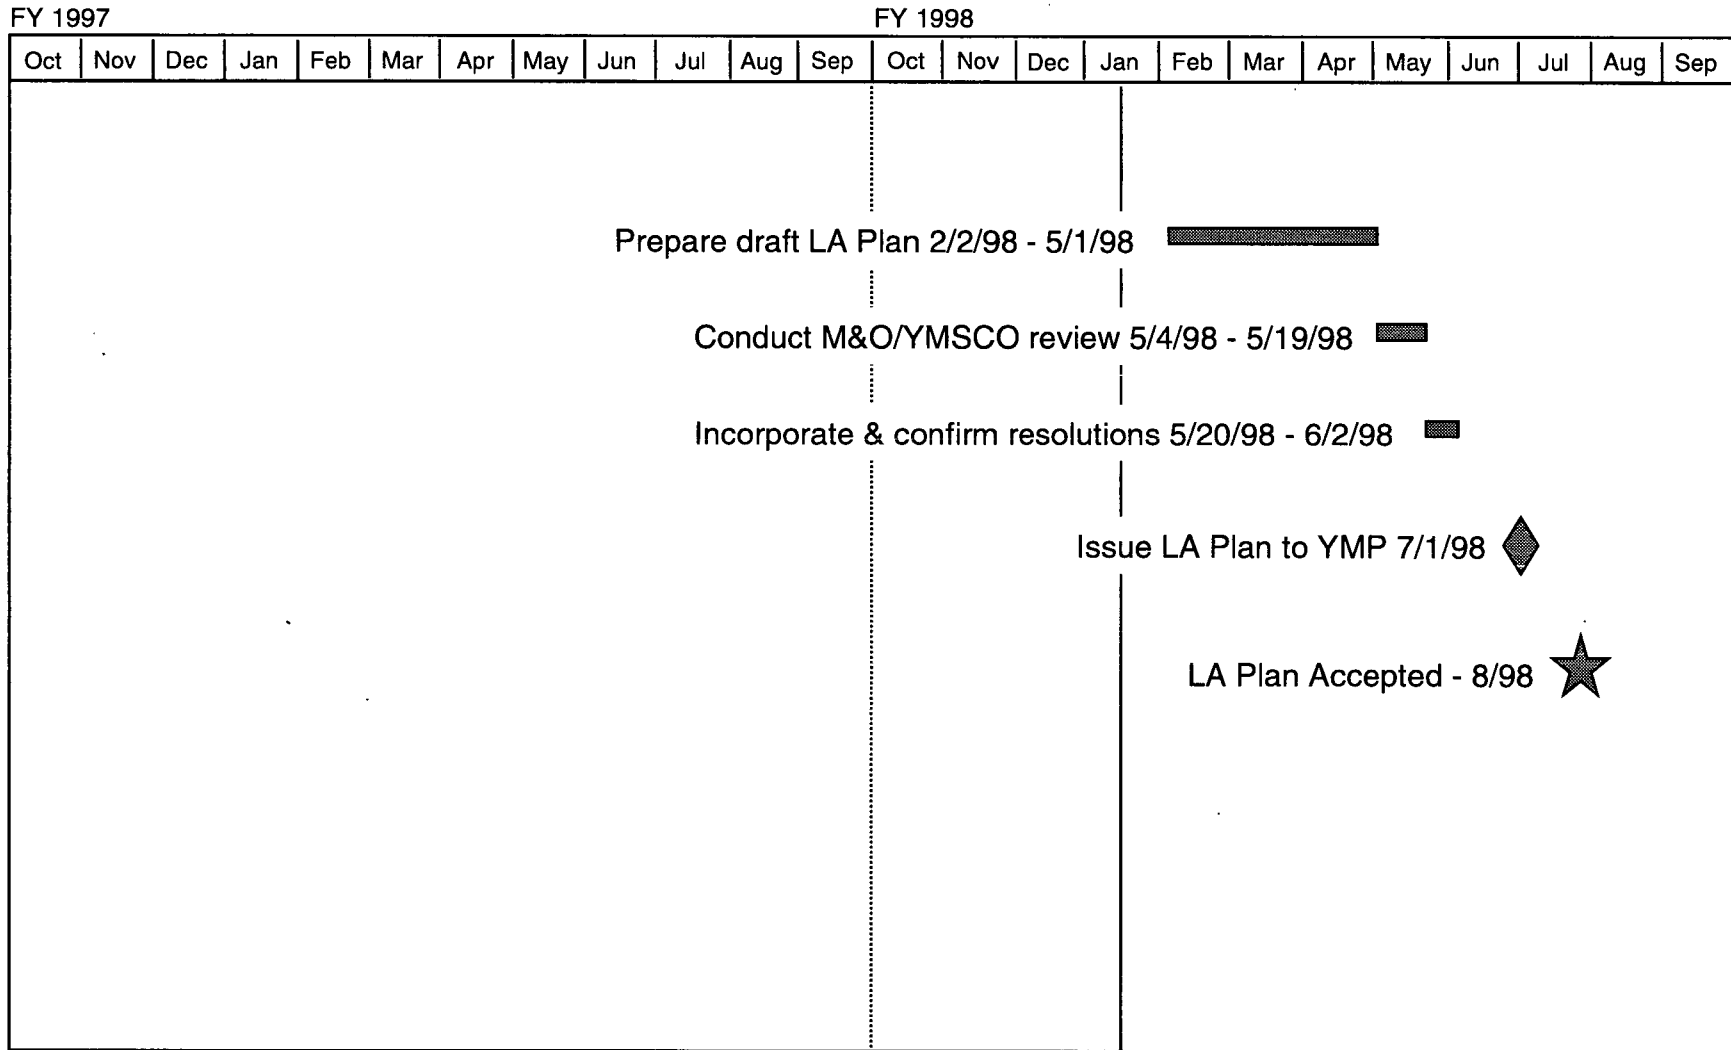 FY 1997 FY 1998
Oct Nov Dec Jan Feb Mar Apr May Jun Jul Aug Sep Oct Nov Dec Jan Feb Mar Apr May Jun Jul Aug Sep
Prepare draft LA Plan 2/2/98 - 5/1/98
Conduct M&O/YMSCO review 5/4/98 - 5/19/98
Incorporate & confirm resolutions 5/20/98 - 6/2/98
Issue LA Plan to YMP 7/1/98
LA Plan Accepted - 8/98